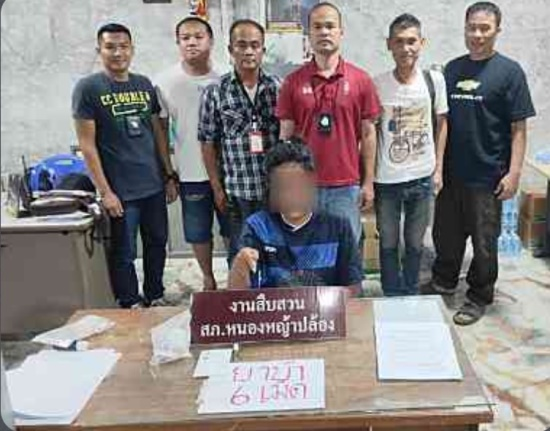 CC DOUBLE O
CHEVROLET
งานสืบสวน
สภ.หนองหญ้าปล้อง
ยาบ้า
6 เม็ด